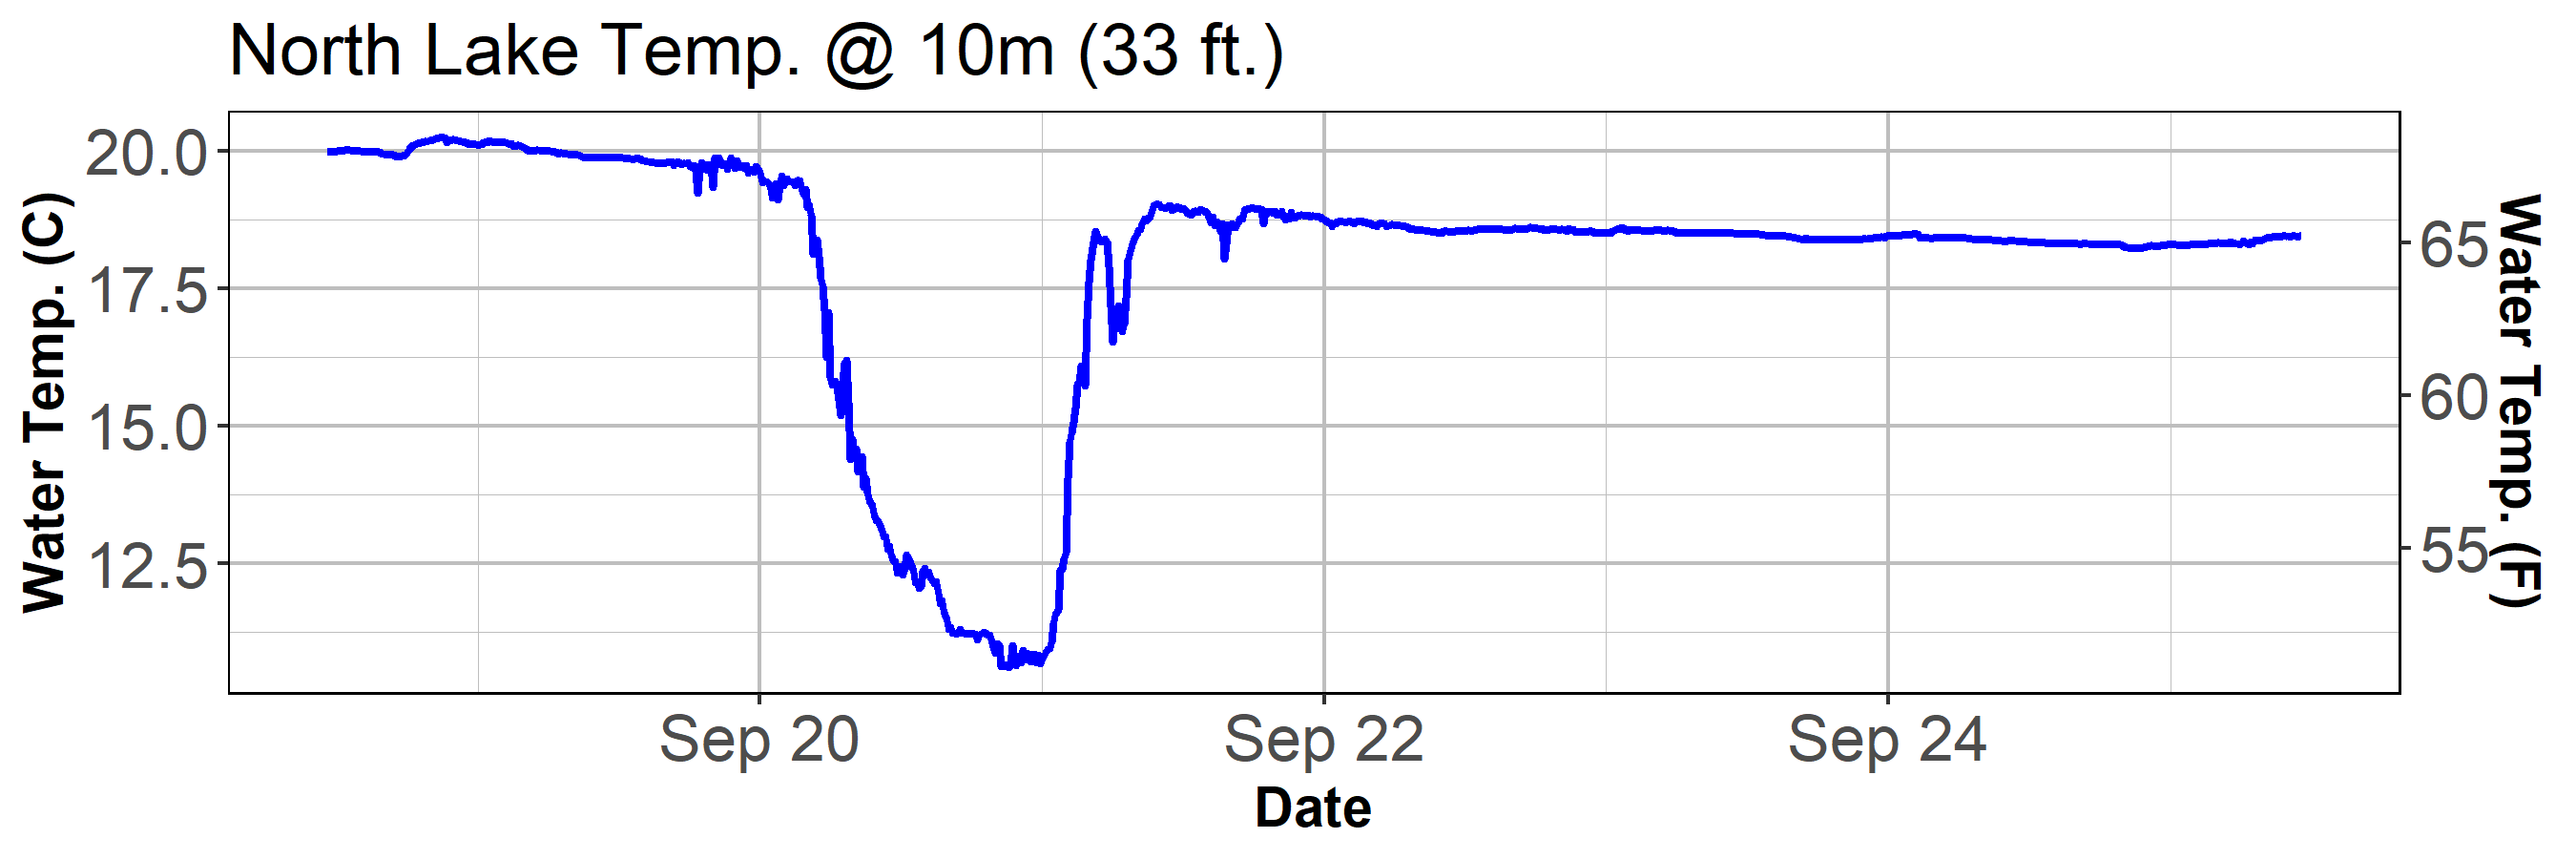 North Lake Temp. @ 10m (33 ft.)
Water Temp. (C)
20.0
17.5
15.0
12.5
65
60
55
Water Temp. (F)
Sep 20
Sep 22
Sep 24
Date